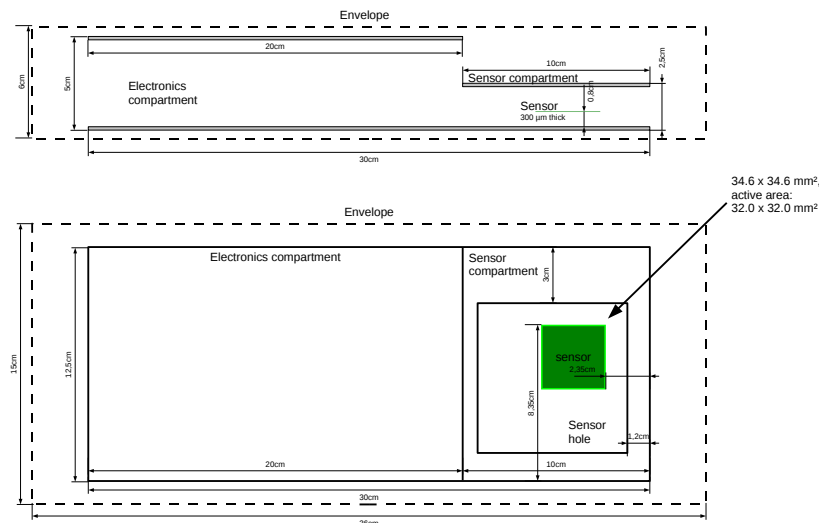 Envelope
20cm
10cm
Sensor compartment
2,5cm
6cm
5cm
Electronics
compartment
0,8cm
Sensor
300 µm thick
30cm
34.6 x 34.6 mm²,
active area:
32.0 x 32.0 mm²
Envelope
Electronics compartment
Sensor
compartment
3cm
15cm
12,5cm
sensor
2,35cm
8,35cm
Sensor
hole
1,2cm
20cm
10cm
30cm